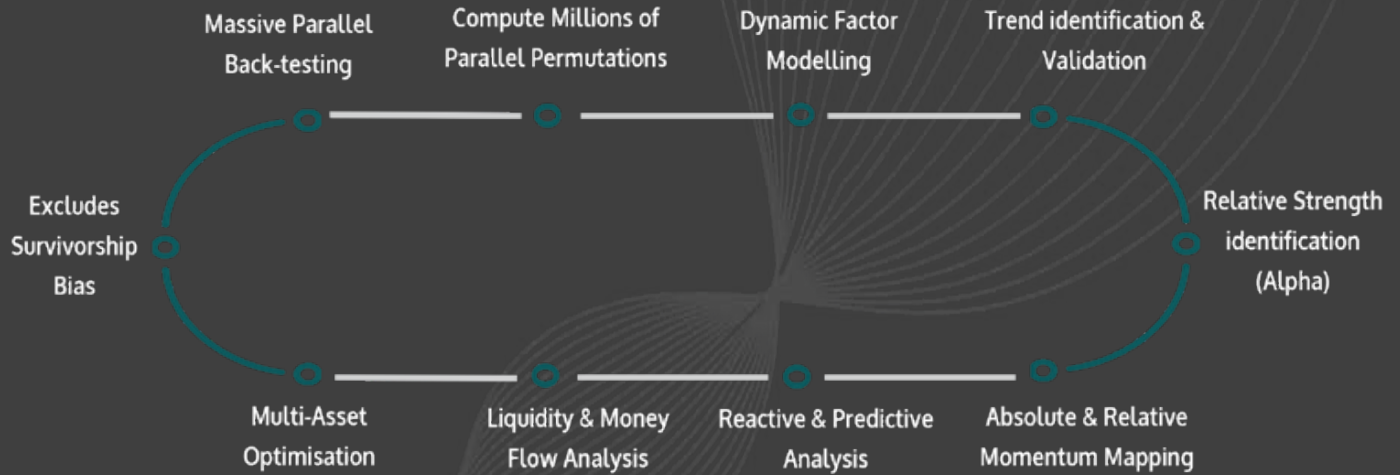 Massive Parallel
Back-testing
Compute Millions of
Parallel Permutations
Dynamic Factor
Modelling
Trend identification &
Validation
Excludes
Survivorship
Bias
Relative Strength
identification
(Alpha)
Multi-Asset
Optimisation
Liquidity & Money
Flow Analysis
Reactive & Predictive
Analysis
Absolute & Relative
Momentum Mapping